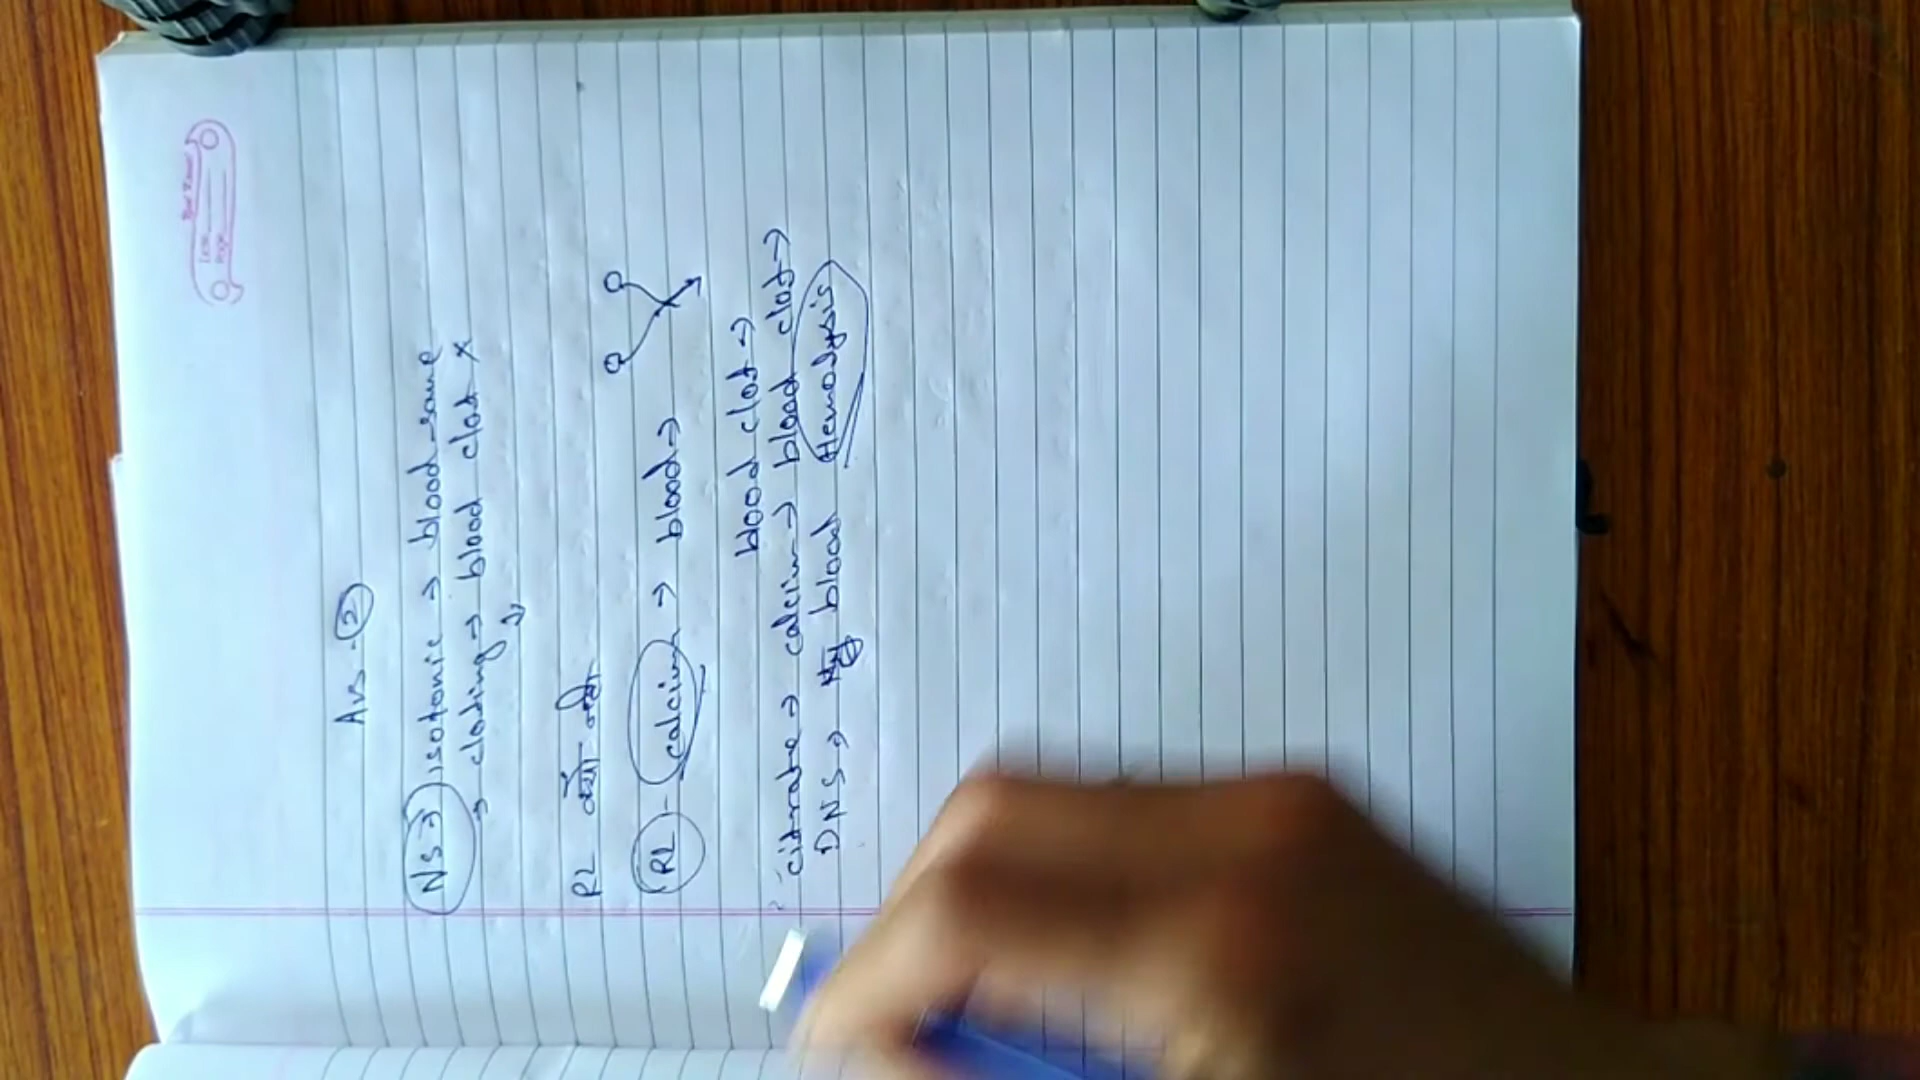 Ans-②
NS→ isotonic → blood-same
→ cloting → blood clot ×
RL क्यों नही
RL - calcium → blood→
blood clot→
citrate → calcium → blood clot→
DNS → blood Hemolysis